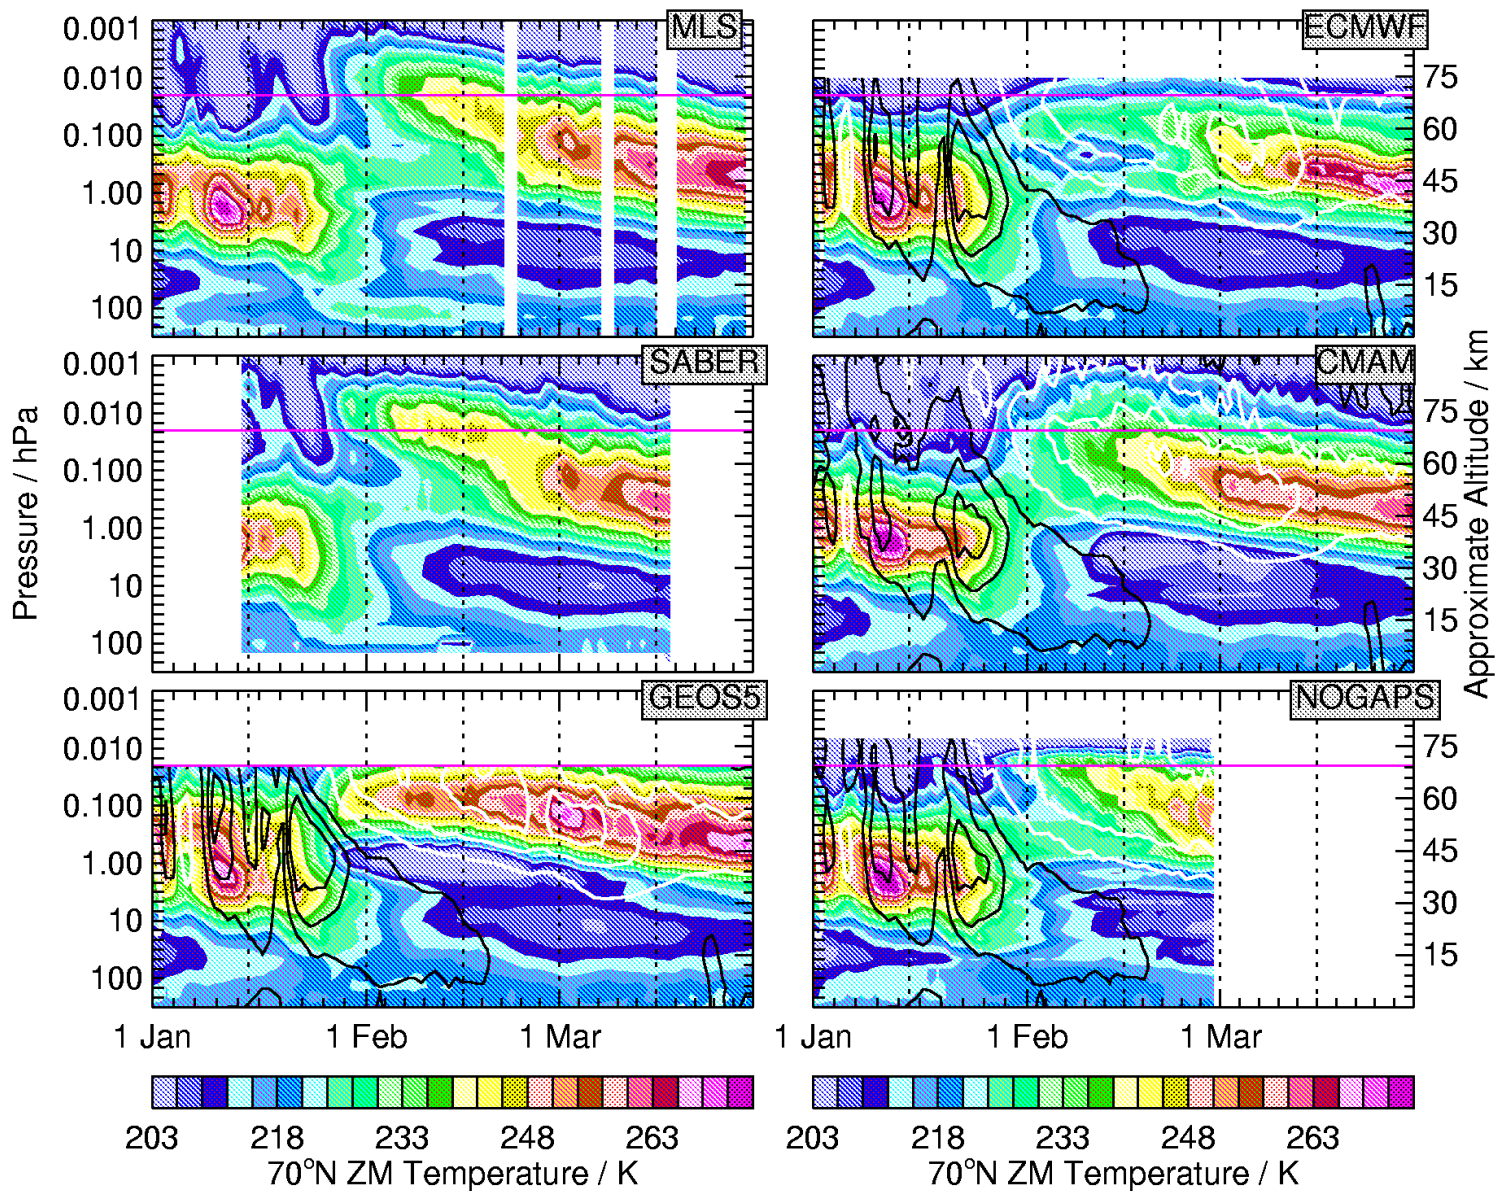 MLS
0.001
0.010
0.100
1.00
10
100
ECMWF
75
60
45
30
15
SABER
0.001
0.010
0.100
1.00
10
100
CMAM
75
60
45
30
15
GEOS5
0.001
0.010
0.100
1.00
10
100
NOGAPS
75
60
45
30
15
Pressure / hPa
Approximate Altitude / km
1 Jan 1 Feb 1 Mar
1 Jan 1 Feb 1 Mar
203 218 233 248 263
203 218 233 248 263
70°N ZM Temperature / K
70°N ZM Temperature / K